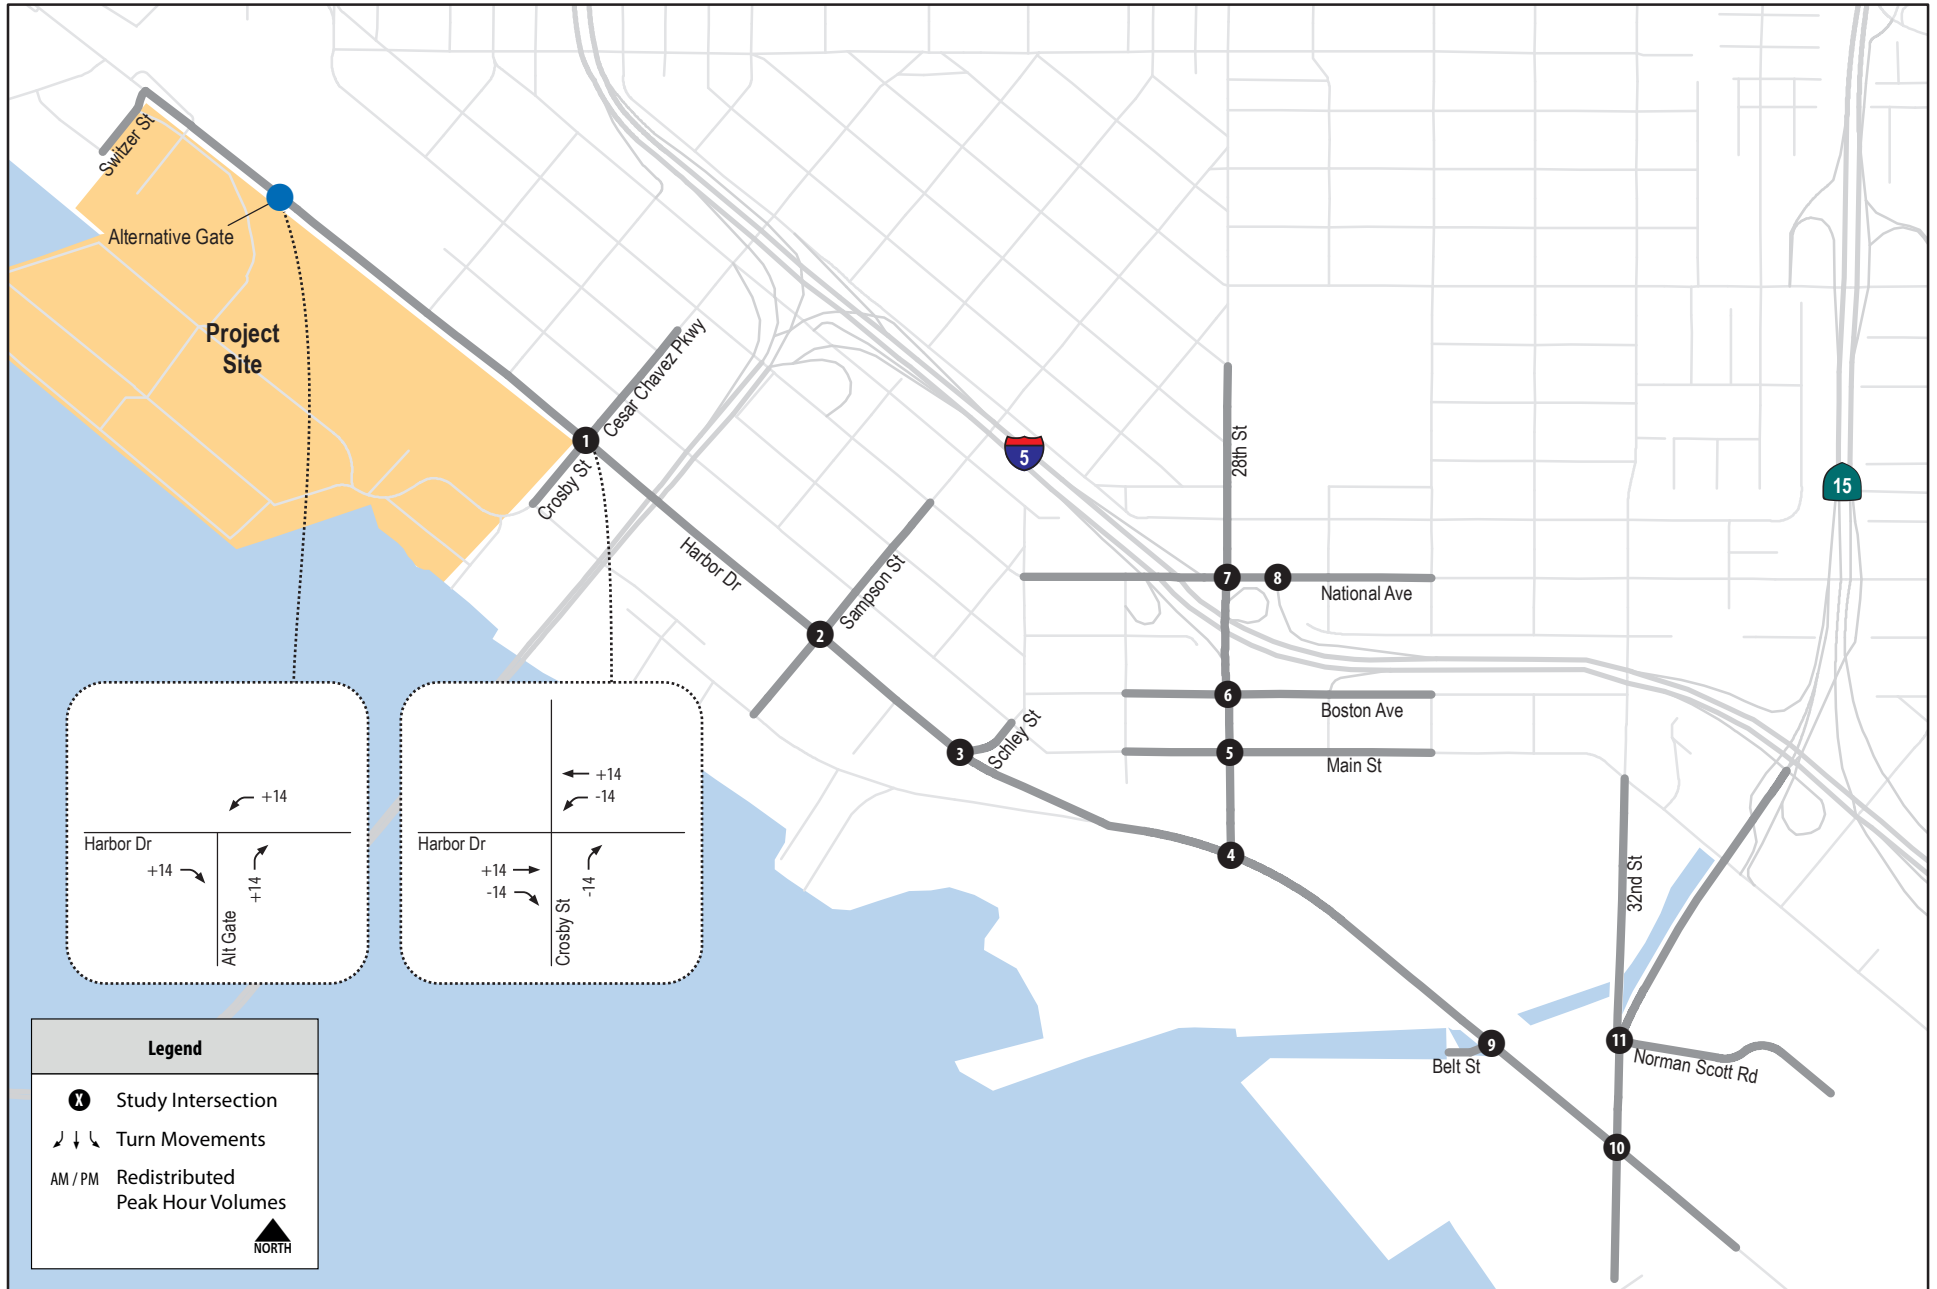 Switzer St
Alternative Gate
Project
Site
Cesar Chavez Pkwy
1
Crosby St
Harbor Dr
5
28th St
15
Sampson St
2
7
8
National Ave
6
Boston Ave
3
Schley St
5
Main St
4
32nd St
9
Belt St
11
Norman Scott Rd
10
+14
Harbor Dr
+14
+14
Alt Gate
+14
-14
Harbor Dr
+14
-14
-14
Crosby St
Legend
X Study Intersection
Turn Movements
AM / PM Redistributed
Peak Hour Volumes
NORTH